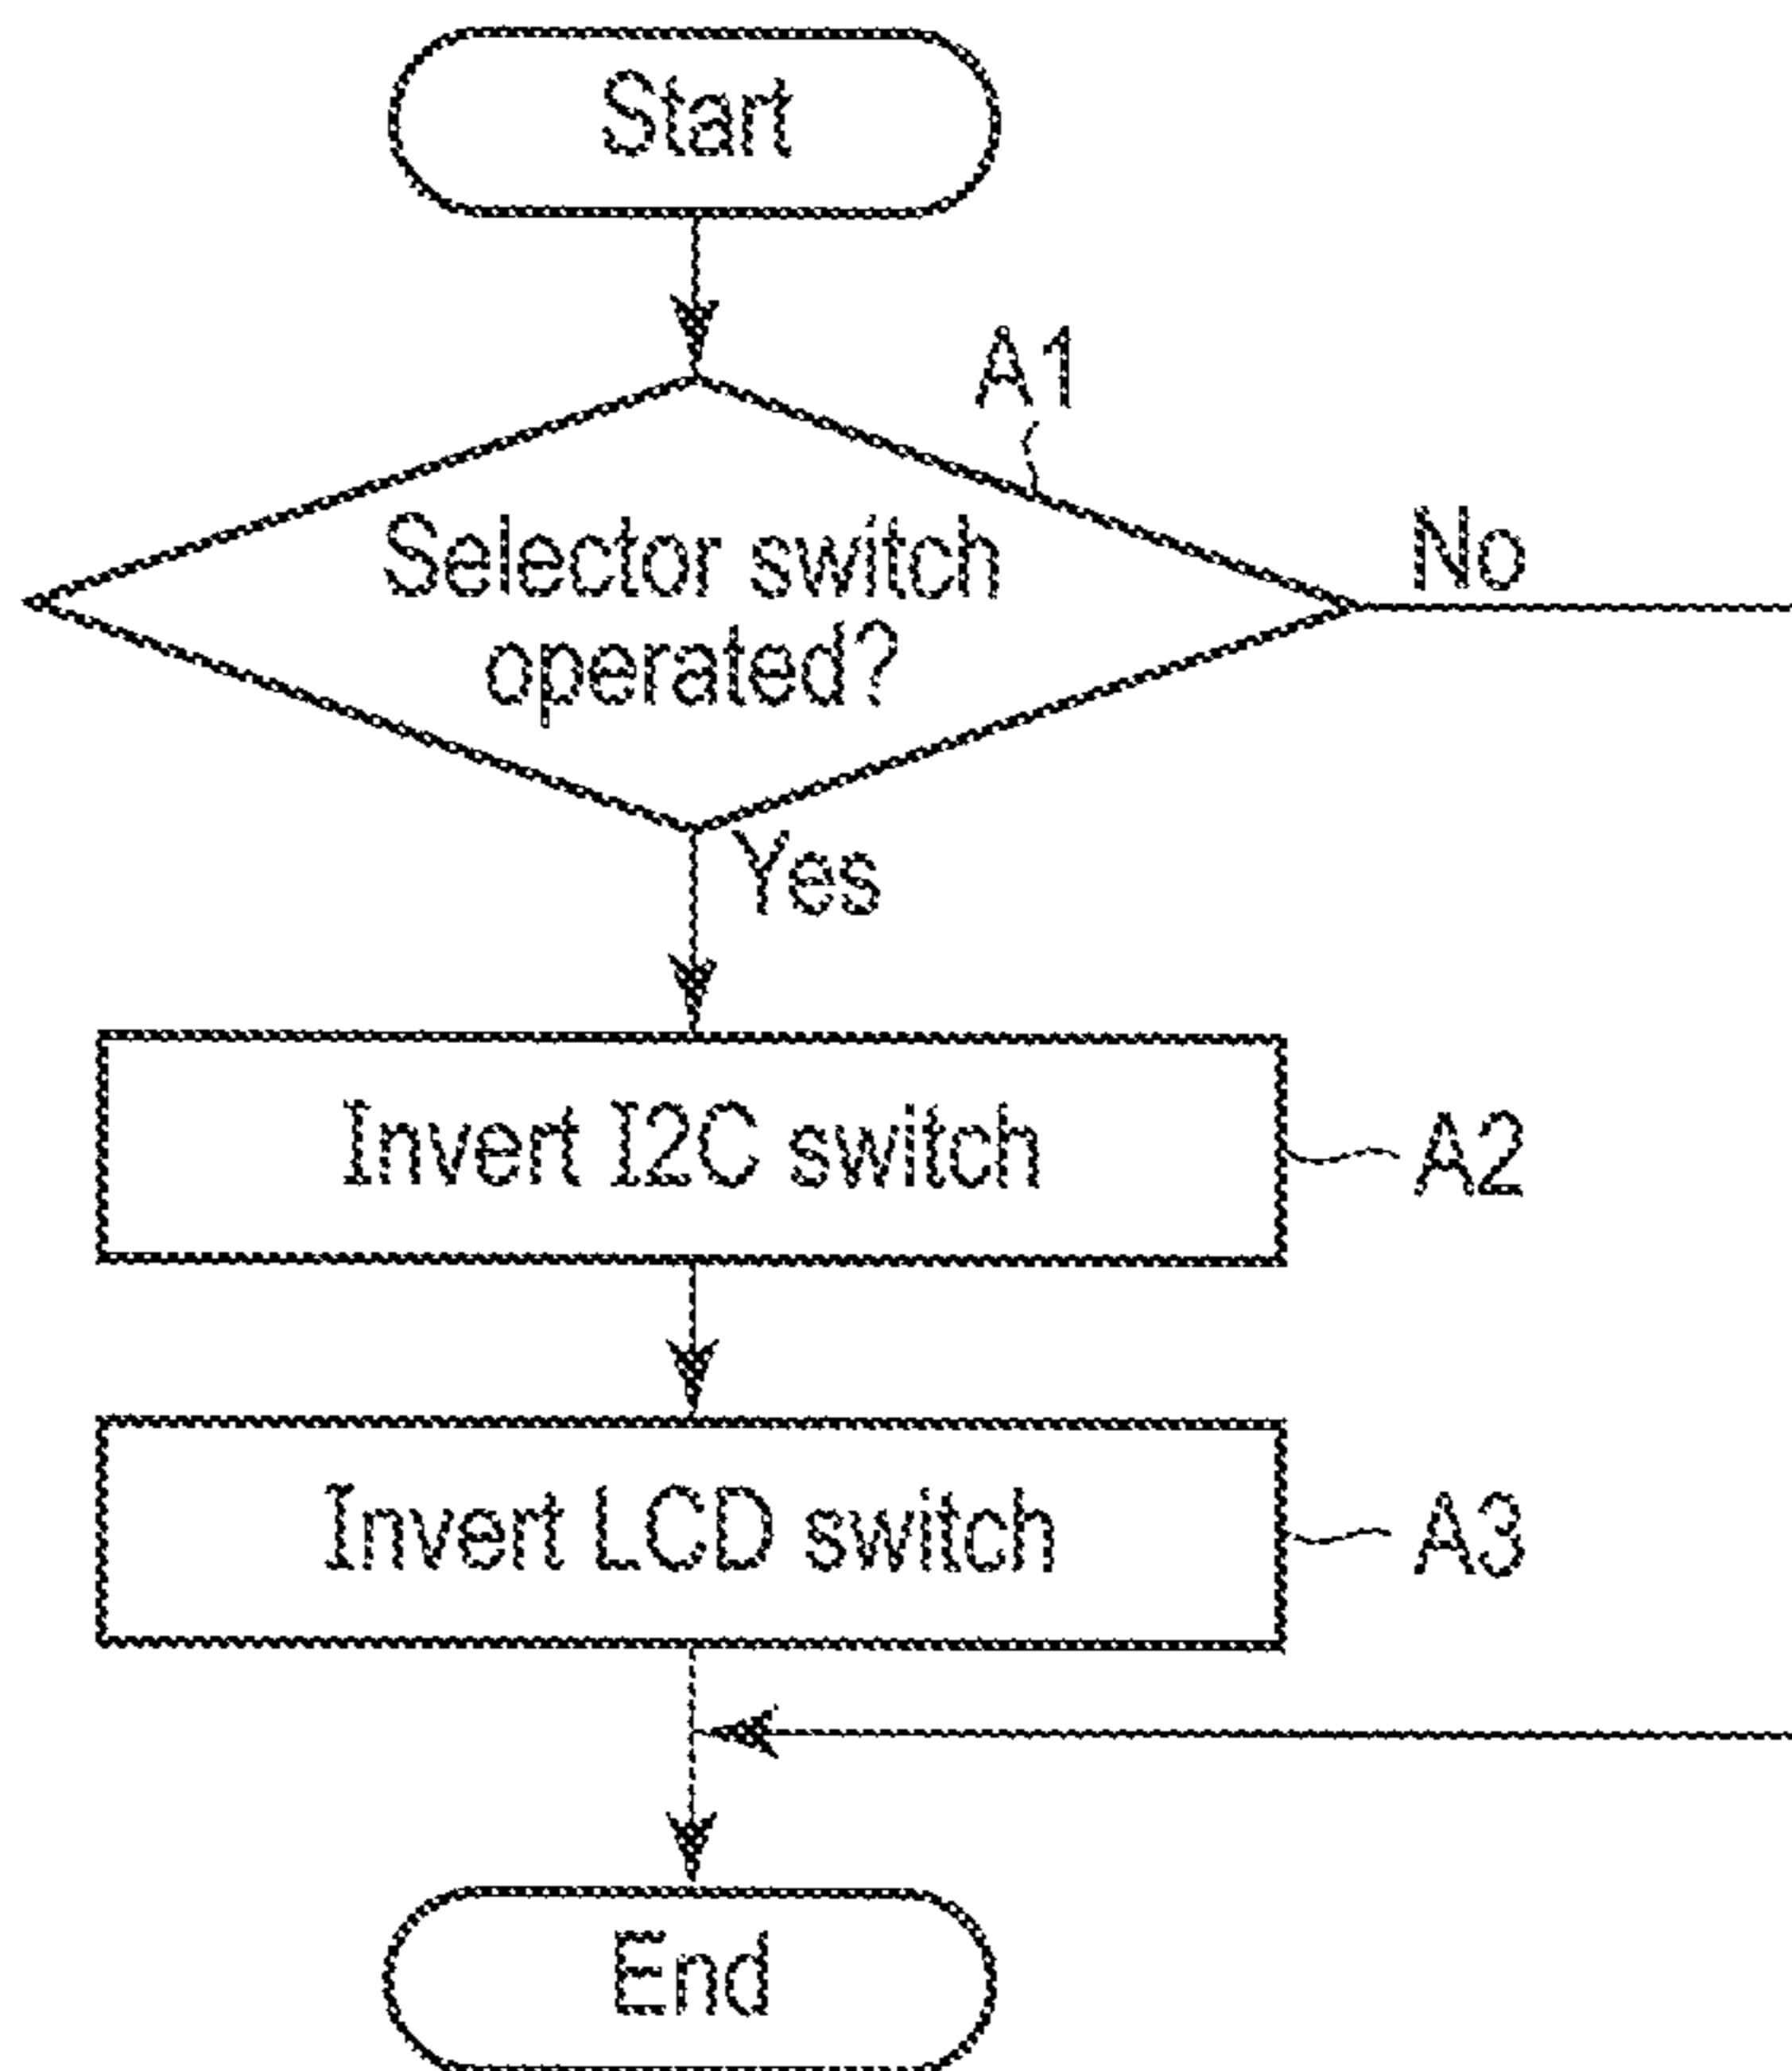 Start
A1
Selector switch
operated?
No
Yes
Invert I2C switch
A2
Invert LCD switch
A3
End